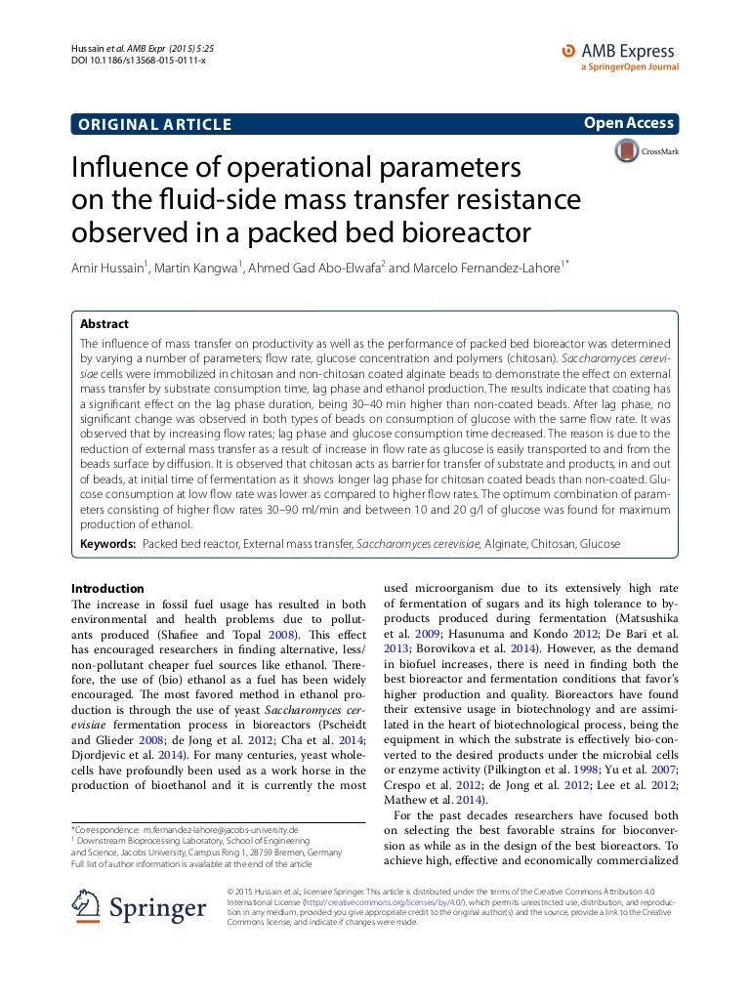 Hussain et al. AMB Expr (2015) 5:25
DOI 10.1186/s13568-015-0111-x
AMB Express
a SpringerOpen Journal
ORIGINAL ARTICLE
Open Access
CrossMark
Influence of operational parameters
on the fluid-side mass transfer resistance
observed in a packed bed bioreactor
Amir Hussain1, Martin Kangwa1, Ahmed Gad Abo-Elwafa2 and Marcelo Fernandez-Lahore1*
Abstract
The influence of mass transfer on productivity as well as the performance of packed bed bioreactor was determined
by varying a number of parameters; flow rate, glucose concentration and polymers (chitosan). Saccharomyces cerevi-
siae cells were immobilized in chitosan and non-chitosan coated alginate beads to demonstrate the effect on external
mass transfer by substrate consumption time, lag phase and ethanol production. The results indicate that coating has
a significant effect on the lag phase duration, being 30–40 min higher than non-coated beads. After lag phase, no
significant change was observed in both types of beads on consumption of glucose with the same flow rate. It was
observed that by increasing flow rates; lag phase and glucose consumption time decreased. The reason is due to the
reduction of external mass transfer as a result of increase in flow rate as glucose is easily transported to and from the
beads surface by diffusion. It is observed that chitosan acts as barrier for transfer of substrate and products, in and out
of beads, at initial time of fermentation as it shows longer lag phase for chitosan coated beads than non-coated. Glu-
cose consumption at low flow rate was lower as compared to higher flow rates. The optimum combination of param-
eters consisting of higher flow rates 30–90 ml/min and between 10 and 20 g/l of glucose was found for maximum
production of ethanol.
Keywords: Packed bed reactor, External mass transfer, Saccharomyces cerevisiae, Alginate, Chitosan, Glucose
Introduction
The increase in fossil fuel usage has resulted in both
environmental and health problems due to pollut-
ants produced (Shafiee and Topal 2008). This effect
has encouraged researchers in finding alternative, less/
non-pollutant cheaper fuel sources like ethanol. There-
fore, the use of (bio) ethanol as a fuel has been widely
encouraged. The most favored method in ethanol pro-
duction is through the use of yeast Saccharomyces cer-
evisiae fermentation process in bioreactors (Pscheidt
and Glieder 2008; de Jong et al. 2012; Cha et al. 2014;
Djordjevic et al. 2014). For many centuries, yeast whole-
cells have profoundly been used as a work horse in the
production of bioethanol and it is currently the most
used microorganism due to its extensively high rate
of fermentation of sugars and its high tolerance to by-
products produced during fermentation (Matsushika
et al. 2009; Hasunuma and Kondo 2012; De Bari et al.
2013; Borovikova et al. 2014). However, as the demand
in biofuel increases, there is need in finding both the
best bioreactor and fermentation conditions that favor's
higher production and quality. Bioreactors have found
their extensive usage in biotechnology and are assimi-
lated in the heart of biotechnological process, being the
equipment in which the substrate is effectively bio-con-
verted to the desired products under the microbial cells
or enzyme activity (Pilkington et al. 1998; Yu et al. 2007;
Crespo et al. 2012; de Jong et al. 2012; Lee et al. 2012;
Mathew et al. 2014).
For the past decades researchers have focused both
on selecting the best favorable strains for bioconver-
sion as while as in the design of the best bioreactors. To
achieve high, effective and economically commercialized
*Correspondence: m.fernandez-lahore@jacobs-university.de
1 Downstream Bioprocessing Laboratory, School of Engineering
and Science, Jacobs University, Campus Ring 1, 28759 Bremen, Germany
Full list of author information is available at the end of the article
Springer
© 2015 Hussain et al.; licensee Springer. This article is distributed under the terms of the Creative Commons Attribution 4.0
International License (http://creativecommons.org/licenses/by/4.0/), which permits unrestricted use, distribution, and reproduc-
tion in any medium, provided you give appropriate credit to the original author(s) and the source, provide a link to the Creative
Commons license, and indicate if changes were made.